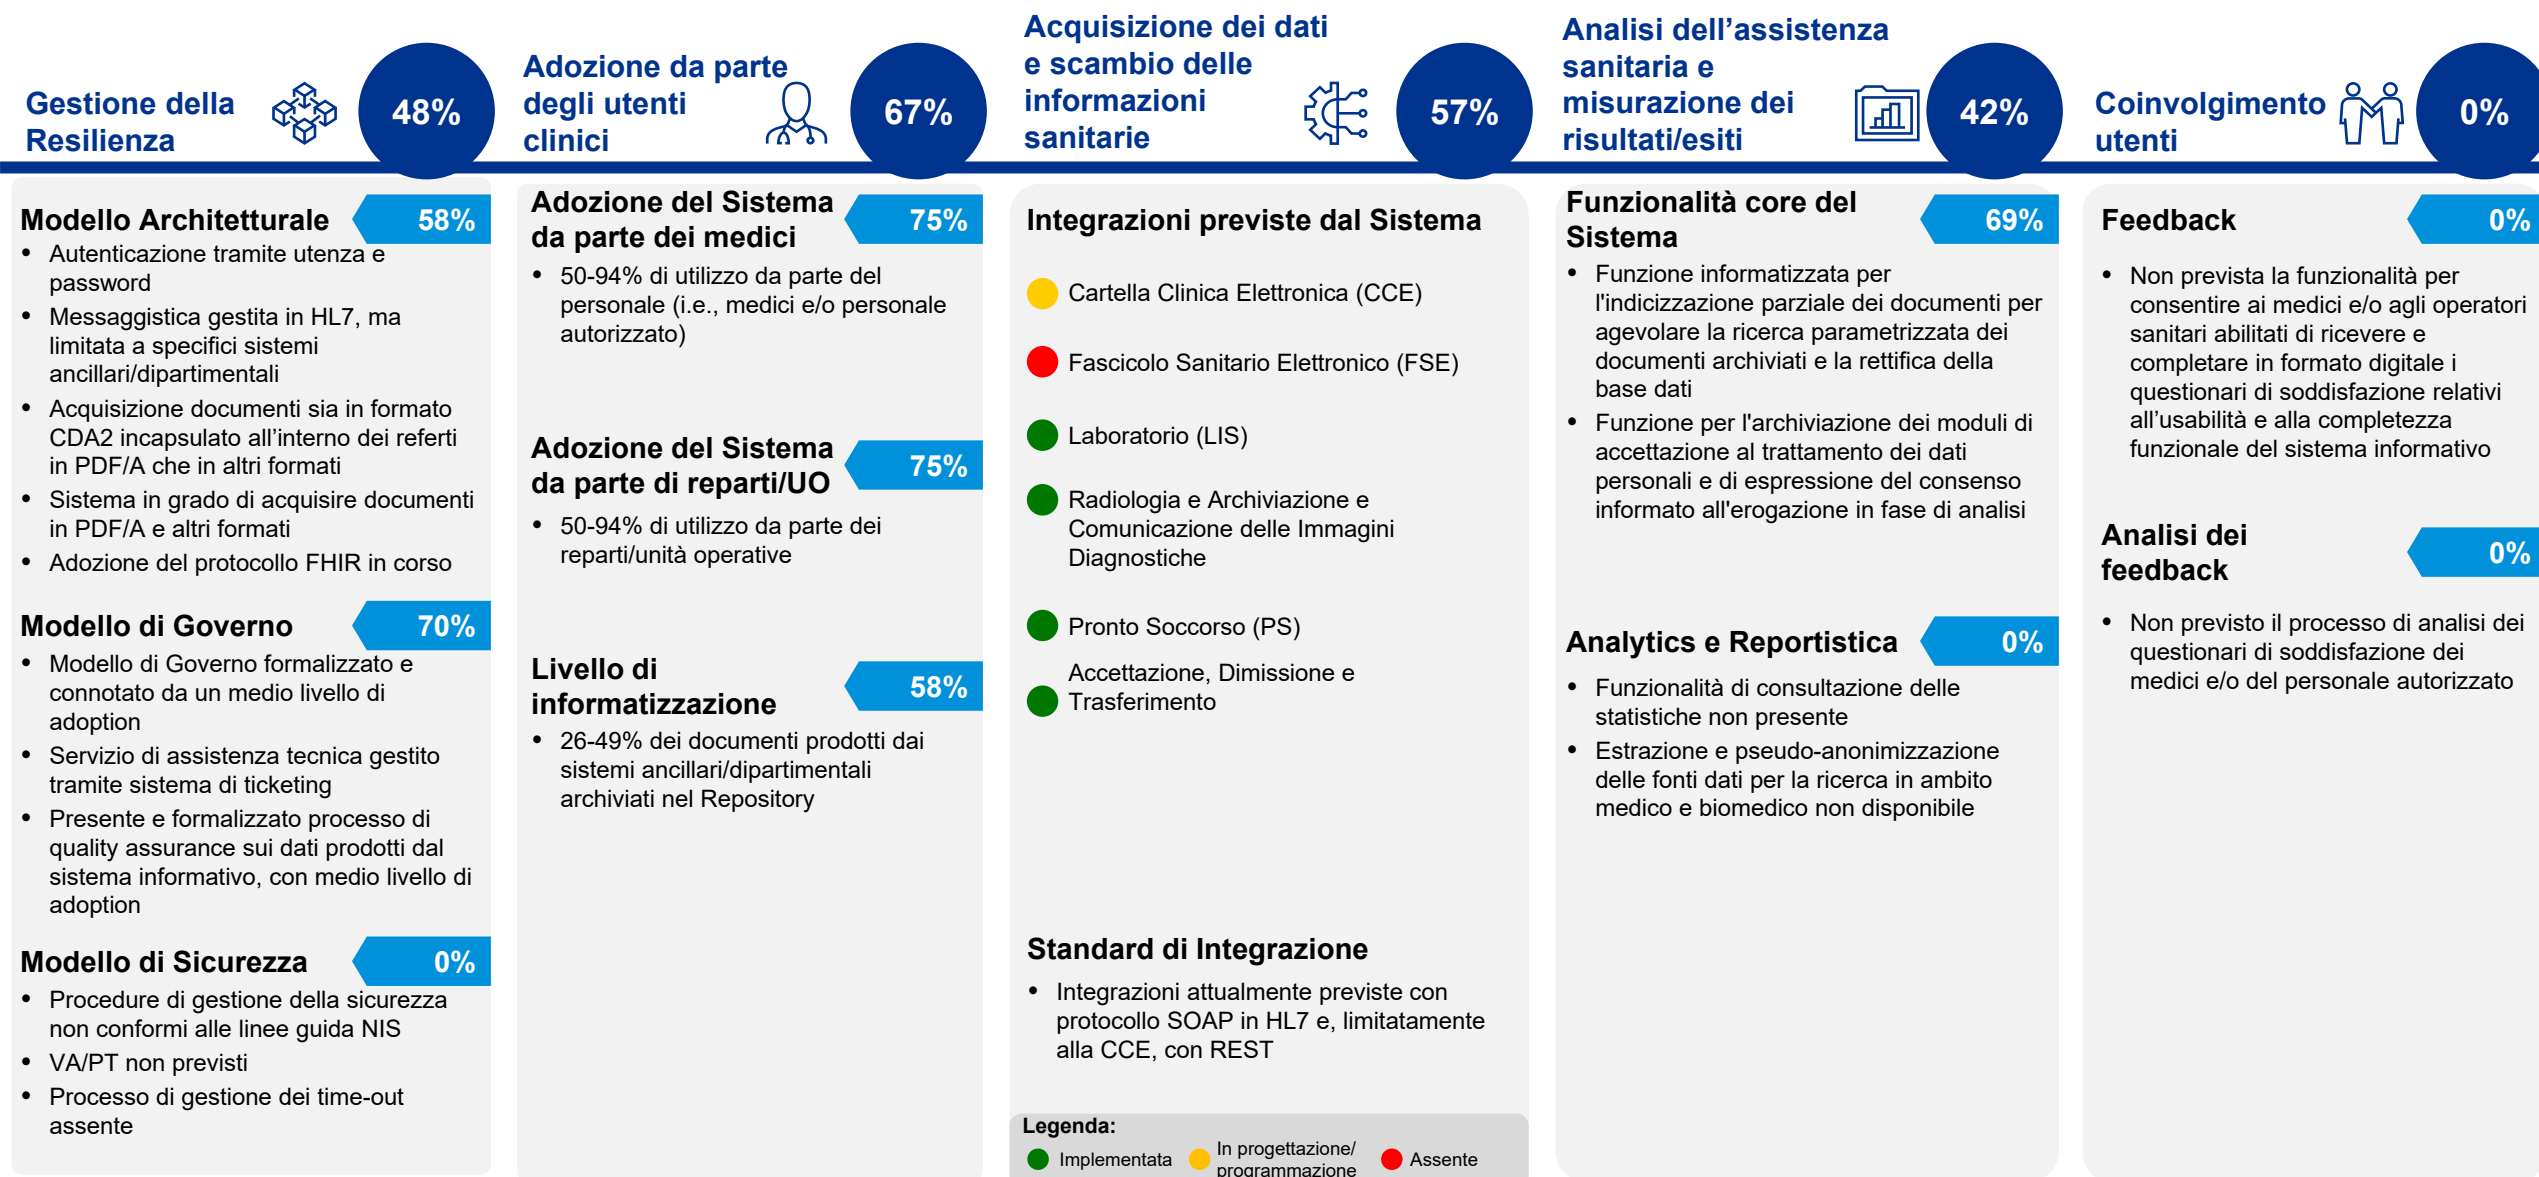 Gestione della
Resilienza
48%
Modello Architetturale
58%
• Autenticazione tramite utenza e
password
• Messaggistica gestita in HL7, ma
limitata a specifici sistemi
ancillari/dipartimentali
• Acquisizione documenti sia in formato
CDA2 incapsulato all’interno dei referti
in PDF/A che in altri formati
• Sistema in grado di acquisire documenti
in PDF/A e altri formati
• Adozione del protocollo FHIR in corso
Modello di Governo
70%
• Modello di Governo formalizzato e
connotato da un medio livello di
adoption
• Servizio di assistenza tecnica gestito
tramite sistema di ticketing
• Presente e formalizzato processo di
quality assurance sui dati prodotti dal
sistema informativo, con medio livello di
adoption
Modello di Sicurezza
0%
• Procedure di gestione della sicurezza
non conformi alle linee guida NIS
• VA/PT non previsti
• Processo di gestione dei time-out
assente
Adozione da parte
degli utenti
clinici
67%
Adozione del Sistema
da parte dei medici
75%
• 50-94% di utilizzo da parte del
personale (i.e., medici e/o personale
autorizzato)
Adozione del Sistema
da parte di reparti/UO
75%
• 50-94% di utilizzo da parte dei
reparti/unità operative
Livello di
informatizzazione
58%
• 26-49% dei documenti prodotti dai
sistemi ancillari/dipartimentali
archiviati nel Repository
Acquisizione dei dati
e scambio delle
informazioni
sanitarie
57%
Integrazioni previste dal Sistema
Cartella Clinica Elettronica (CCE)
Fascicolo Sanitario Elettronico (FSE)
Laboratorio (LIS)
Radiologia e Archiviazione e
Comunicazione delle Immagini
Diagnostiche
Pronto Soccorso (PS)
Accettazione, Dimissione e
Trasferimento
Standard di Integrazione
• Integrazioni attualmente previste con
protocollo SOAP in HL7 e, limitatamente
alla CCE, con REST
Legenda:
Implementata
In progettazione/
programmazione
Assente
Analisi dell’assistenza
sanitaria e
misurazione dei
risultati/esiti
42%
Funzionalità core del
Sistema
69%
• Funzione informatizzata per
l'indicizzazione parziale dei documenti per
agevolare la ricerca parametrizzata dei
documenti archiviati e la rettifica della
base dati
• Funzione per l'archiviazione dei moduli di
accettazione al trattamento dei dati
personali e di espressione del consenso
informato all'erogazione in fase di analisi
Analytics e Reportistica
0%
• Funzionalità di consultazione delle
statistiche non presente
• Estrazione e pseudo-anonimizzazione
delle fonti dati per la ricerca in ambito
medico e biomedico non disponibile
Coinvolgimento
utenti
0%
Feedback
0%
• Non prevista la funzionalità per
consentire ai medici e/o agli operatori
sanitari abilitati di ricevere e
completare in formato digitale i
questionari di soddisfazione relativi
all’usabilità e alla completezza
funzionale del sistema informativo
Analisi dei
feedback
0%
• Non previsto il processo di analisi dei
questionari di soddisfazione dei
medici e/o del personale autorizzato